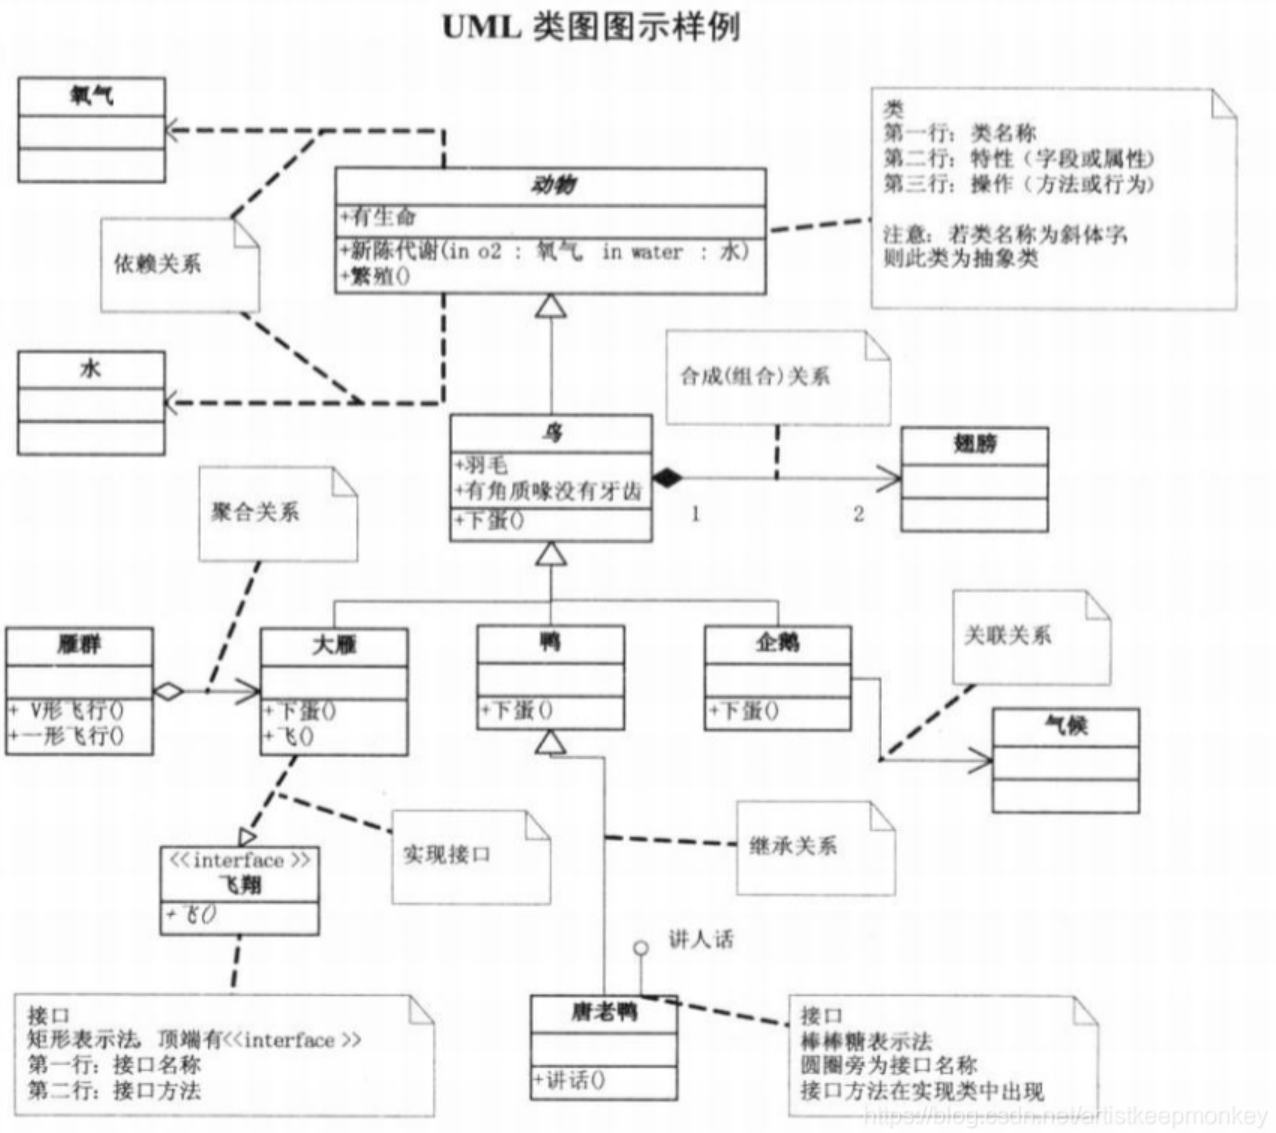 UML 类图图示样例
氧气
类
第一行：类名称
第二行：特性（字段或属性）
第三行：操作（方法或行为）
注意：若类名称为斜体字，
则此类为抽象类
动物
+有生命
+新陈代谢(in o2 : 氧气, in water : 水)
+繁殖()
依赖关系
水
合成(组合)关系
鸟
+羽毛
+有角质喙没有牙齿
+下蛋()
1
2
翅膀
聚合关系
雁群
+ V形飞行()
+一形飞行()
大雁
+下蛋()
+飞()
鸭
+下蛋()
企鹅
+下蛋()
关联关系
气候
<<interface>>
飞翔
+飞()
实现接口
继承关系
讲人话
唐老鸭
+讲话()
接口
矩形表示法，顶端有<<interface>>
第一行：接口名称
第二行：接口方法
接口
棒棒糖表示法
圆圈旁为接口名称
接口方法在实现类中出现
https://blog.csdn.net/artistkeepmonkey